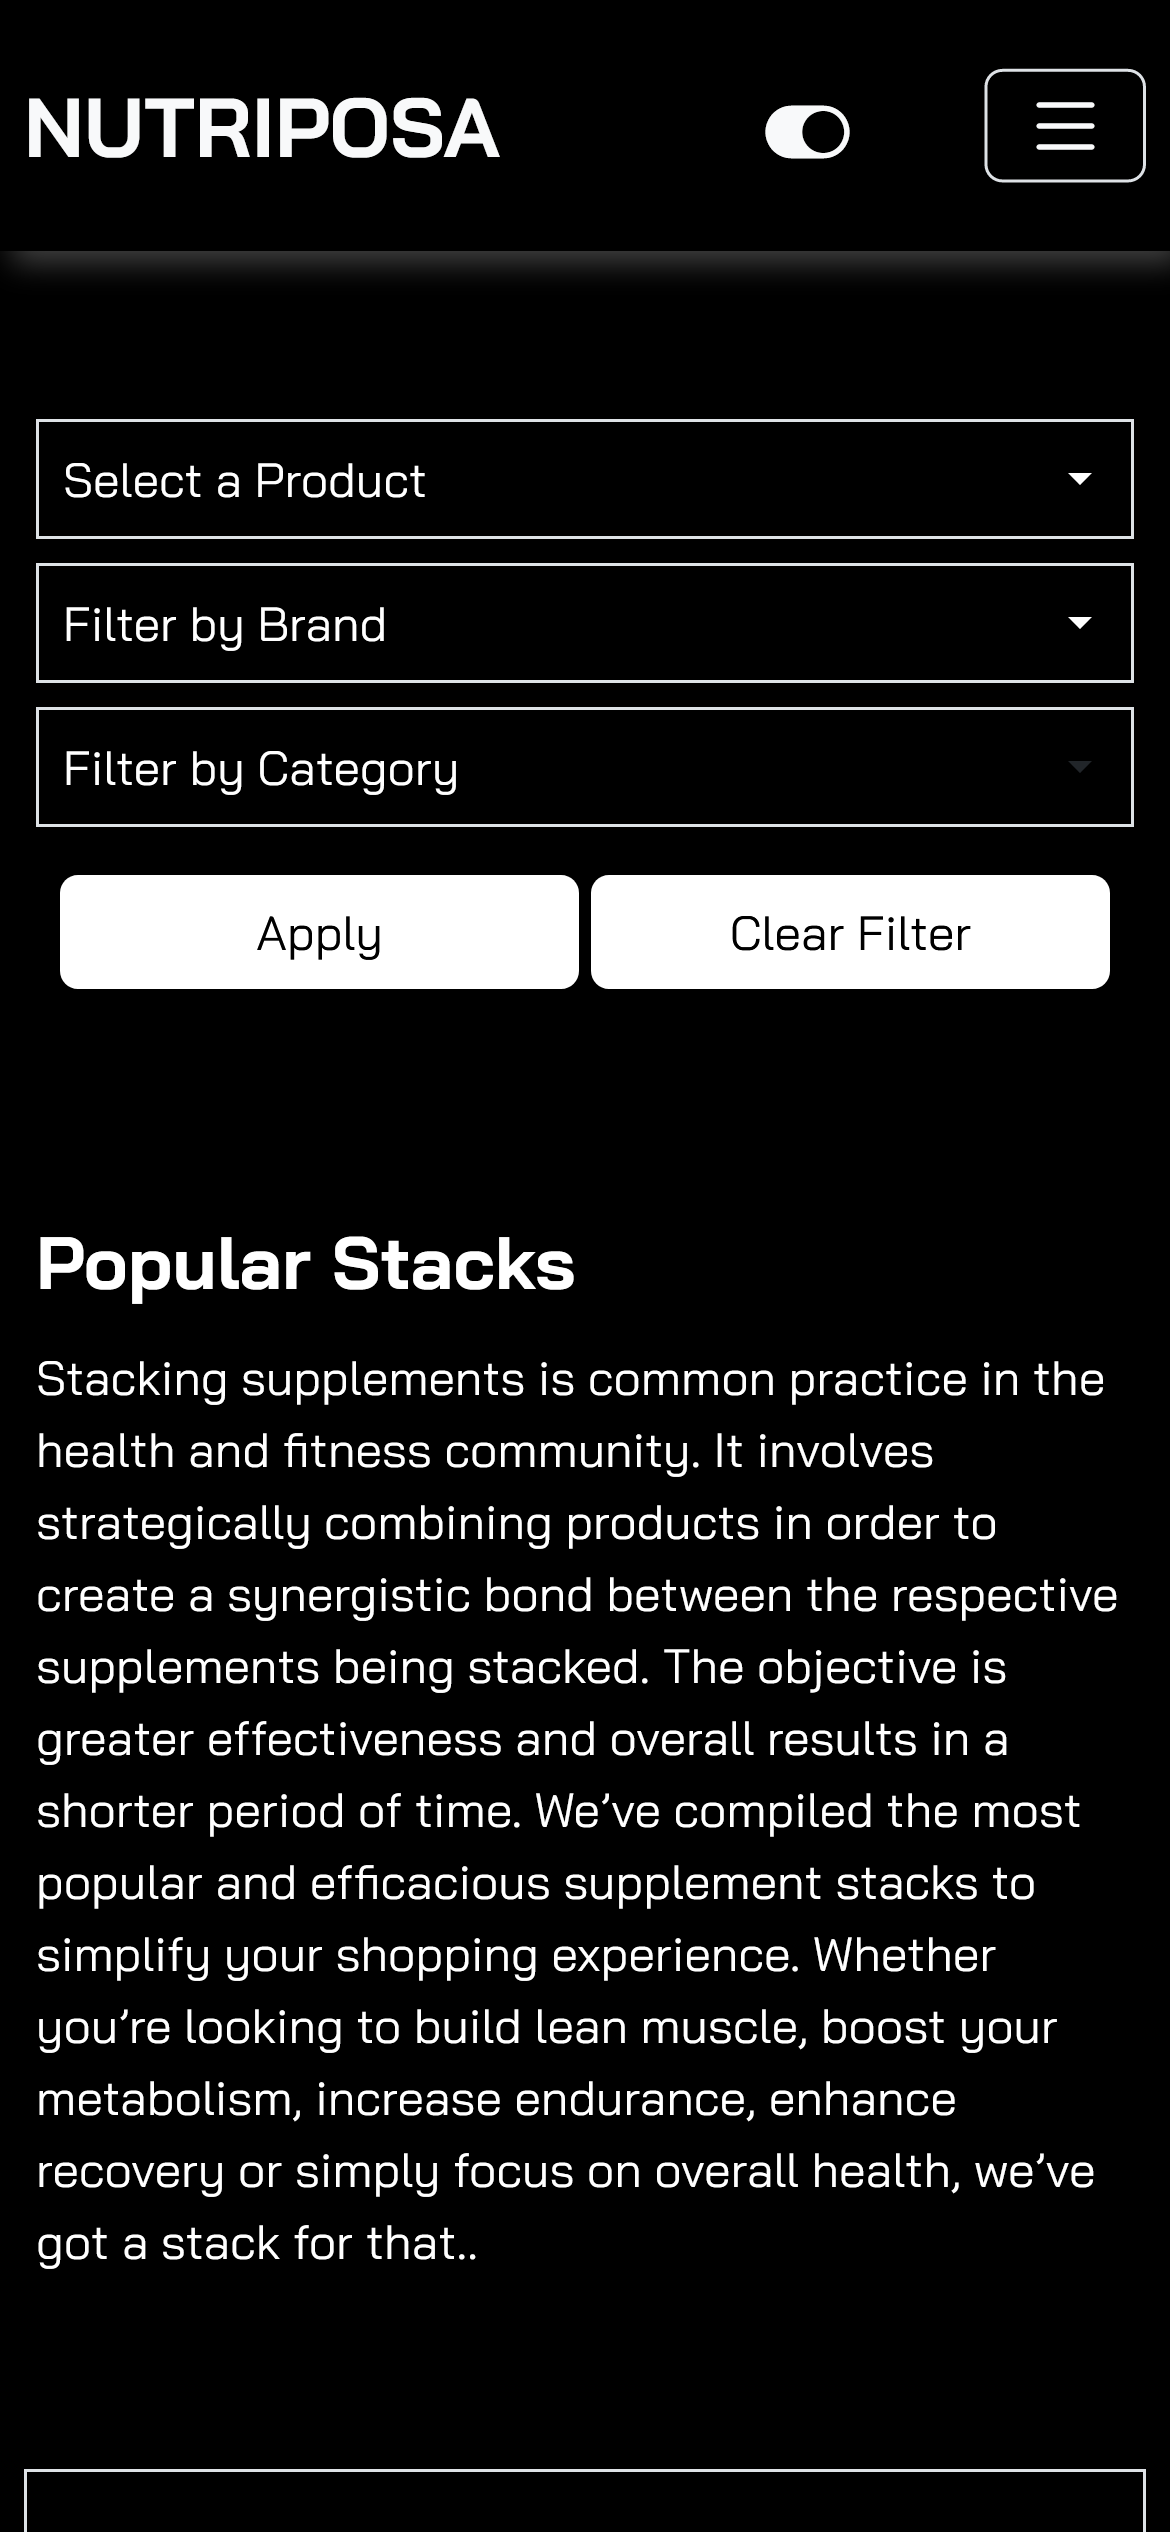 NUTRIPOSA
Select a Product
Filter by Brand
Filter by Category
Apply
Clear Filter
Popular Stacks
Stacking supplements is common practice in the
health and fitness community. It involves
strategically combining products in order to
create a synergistic bond between the respective
supplements being stacked. The objective is
greater effectiveness and overall results in a
shorter period of time. We’ve compiled the most
popular and efficacious supplement stacks to
simplify your shopping experience. Whether
you’re looking to build lean muscle, boost your
metabolism, increase endurance, enhance
recovery or simply focus on overall health, we’ve
got a stack for that..